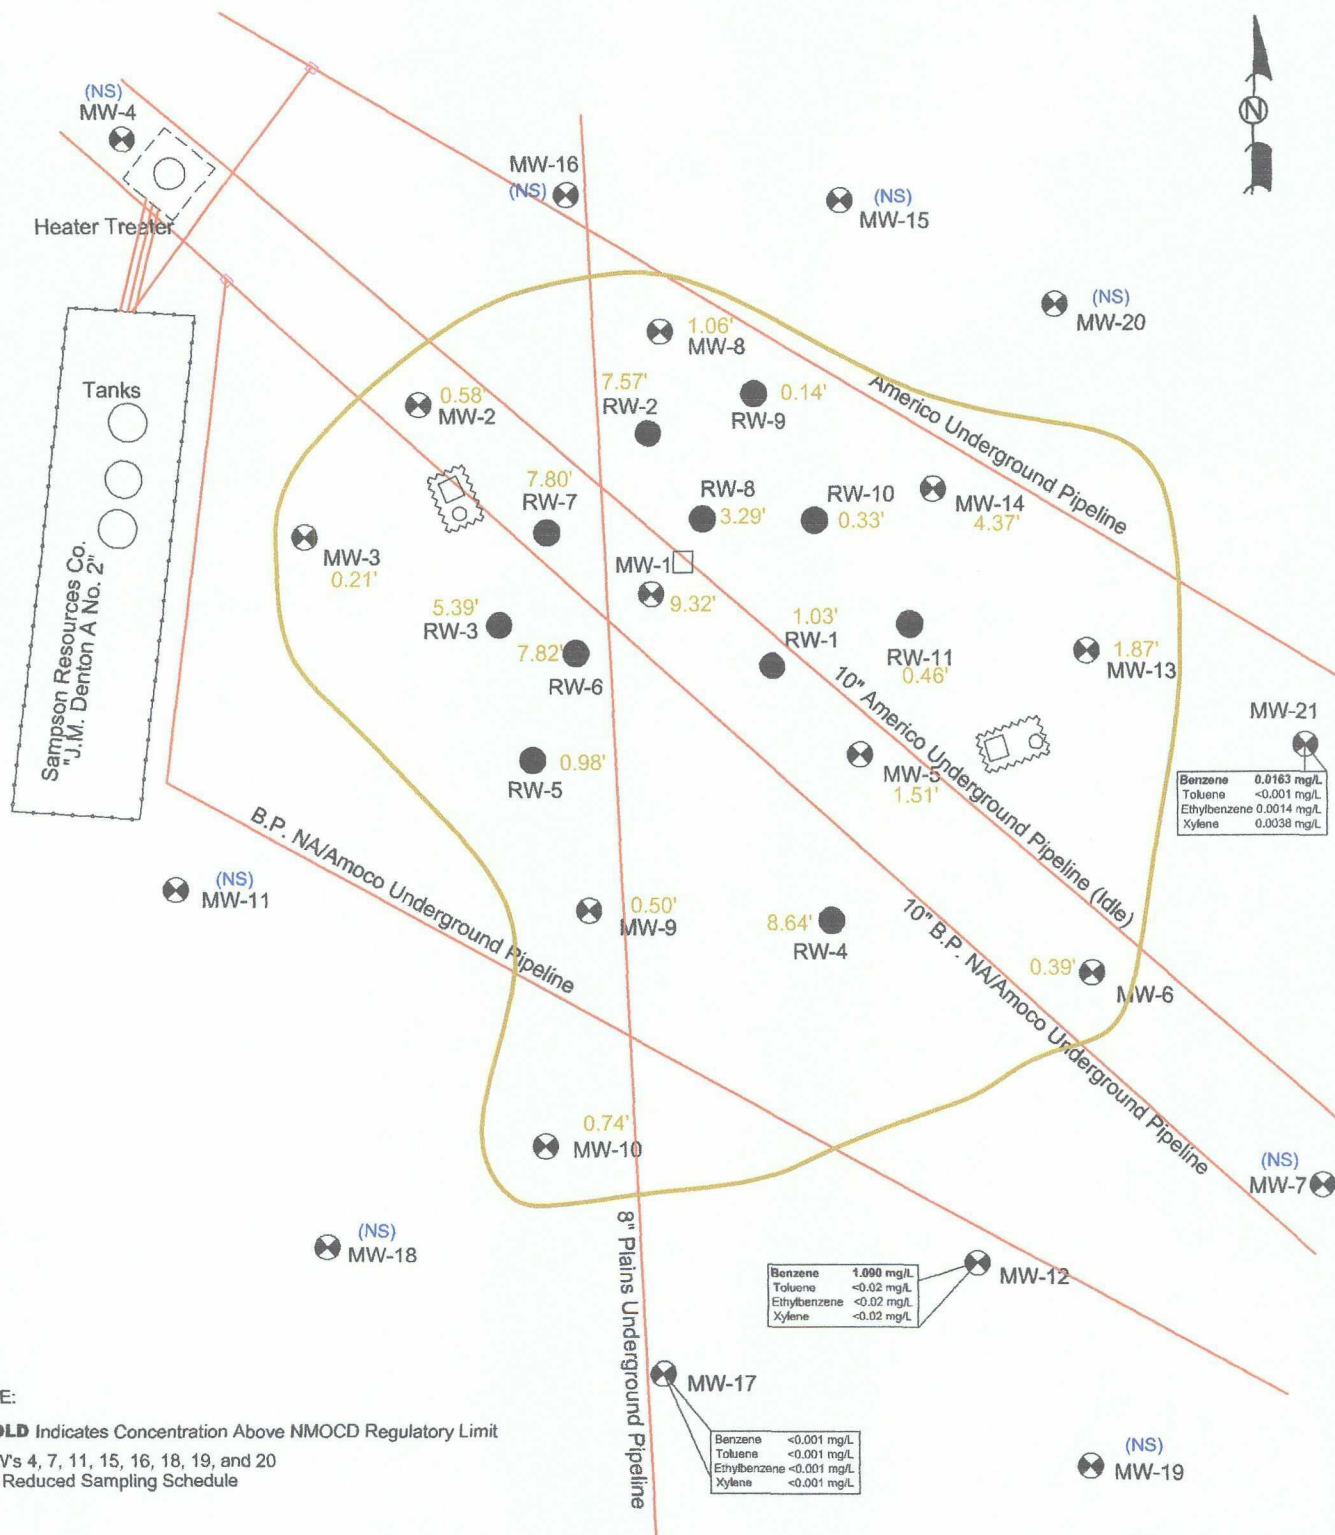 (NS)
MW-4
N
MW-16
(NS)
(NS)
MW-15
Heater Treater
(NS)
MW-20
1.06'
MW-8
Tanks
0.58'
MW-2
7.57'
RW-2
0.14'
RW-9
Americo Underground Pipeline
7.80'
RW-7
RW-8
3.29'
RW-10
0.33'
MW-14
4.37'
MW-3
0.21'
MW-1
9.32'
Sampson Resources Co.
"J.M. Denton A No. 2"
5.39'
RW-3
7.82'
RW-6
1.03'
RW-1
RW-11
0.46'
1.87'
MW-13
10" Americo Underground Pipeline (Idle)
MW-21
Benzene 0.0163 mg/L
Toluene <0.001 mg/L
Ethylbenzene 0.0014 mg/L
Xylene 0.0038 mg/L
0.98'
RW-5
MW-5
1.51'
B.P. NA/Amoco Underground Pipeline
(NS)
MW-11
0.50'
MW-9
8.64'
RW-4
10" B.P. NA/Amoco Underground Pipeline
0.39'
MW-6
0.74'
MW-10
(NS)
MW-7
(NS)
MW-18
8" Plains Underground Pipeline
Benzene 1.090 mg/L
Toluene <0.02 mg/L
Ethylbenzene <0.02 mg/L
Xylene <0.02 mg/L
MW-12
MW-17
Benzene <0.001 mg/L
Toluene <0.001 mg/L
Ethylbenzene <0.001 mg/L
Xylene <0.001 mg/L
(NS)
MW-19
E:
OLD Indicates Concentration Above NMOCD Regulatory Limit
W's 4, 7, 11, 15, 16, 18, 19, and 20
Reduced Sampling Schedule